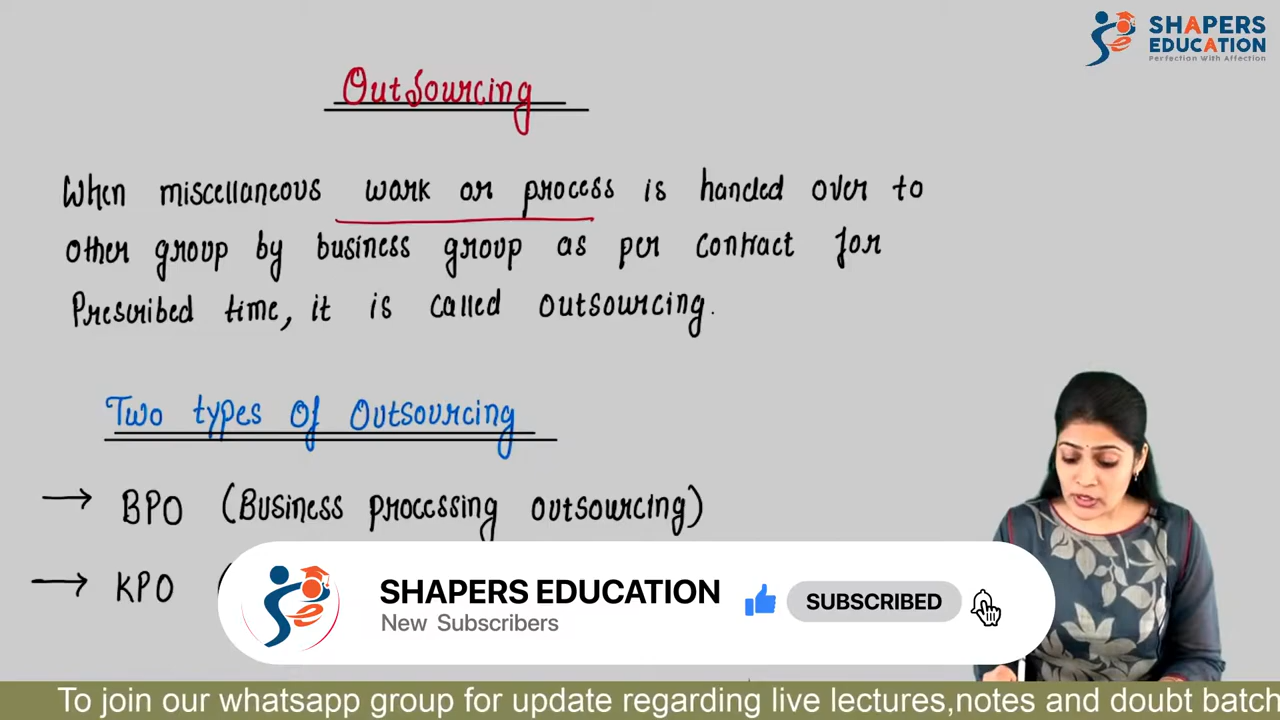 SHAPERS
EDUCATION
Perfection With Affection
Outsourcing
When miscellaneous work or process is handed over to
other group by business group as per contract for
Prescribed time, it is called outsourcing.
Two types of Outsourcing
→ BPO (Business processing outsourcing)
→ KPO (
SHAPERS EDUCATION
New Subscribers
SUBSCRIBED
To join our whatsapp group for update regarding live lectures,notes and doubt batch